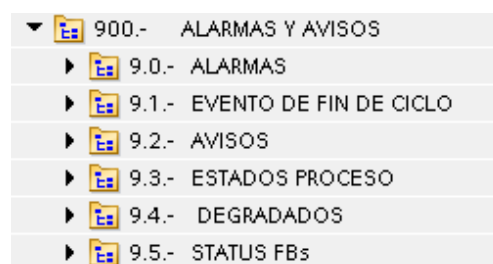 900.- ALARMAS Y AVISOS
9.0.- ALARMAS
9.1.- EVENTO DE FIN DE CICLO
9.2.- AVISOS
9.3.- ESTADOS PROCESO
9.4.- DEGRADADOS
9.5.- STATUS FBs